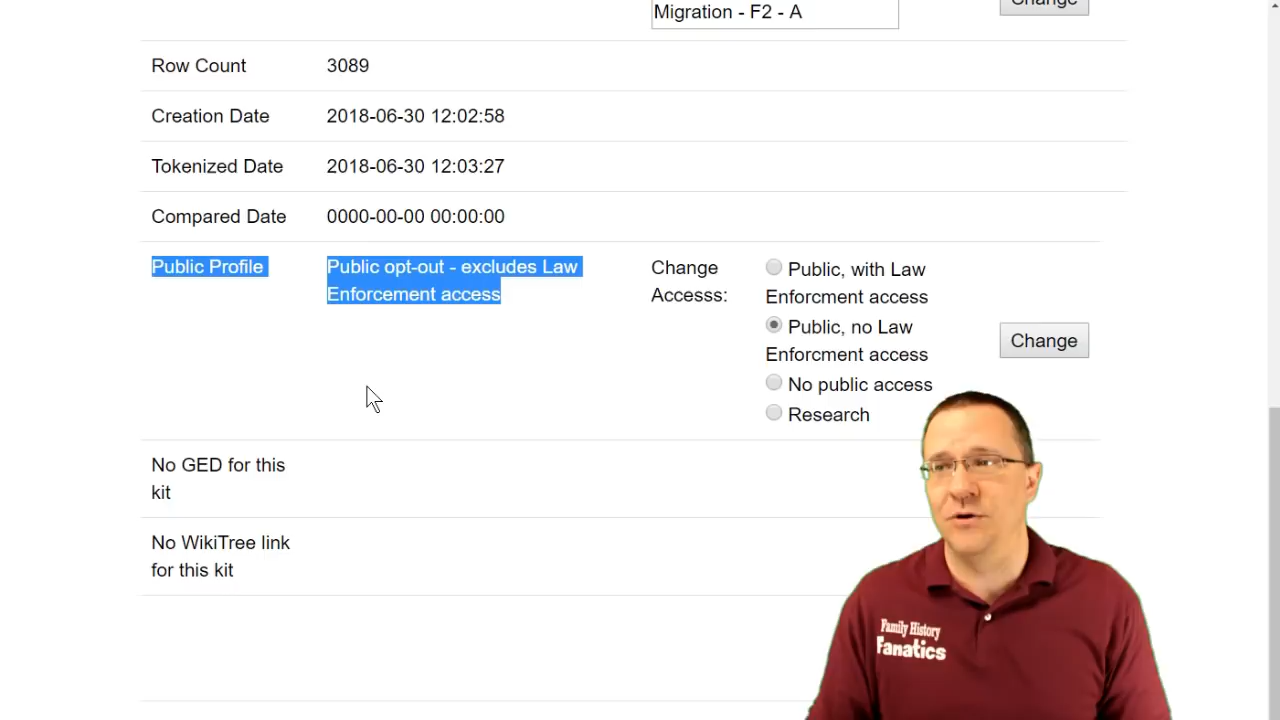 Migration - F2 - A
Change
Row Count 3089
Creation Date 2018-06-30 12:02:58
Tokenized Date 2018-06-30 12:03:27
Compared Date 0000-00-00 00:00:00
Public Profile
Public opt-out - excludes Law
Enforcement access
Change
Accesss:
Public, with Law
Enforcment access
Public, no Law
Enforcment access
No public access
Research
Change
No GED for this
kit
No WikiTree link
for this kit
Family History
Fanatics